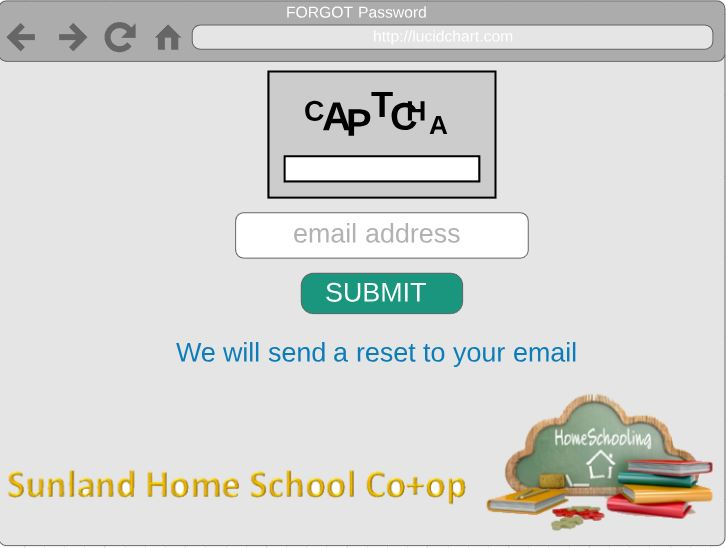 FORGOT Password
http://lucidchart.com
CAPTCHA
email address
SUBMIT
We will send a reset to your email
HomeSchooling
Sunland Home School Co+op